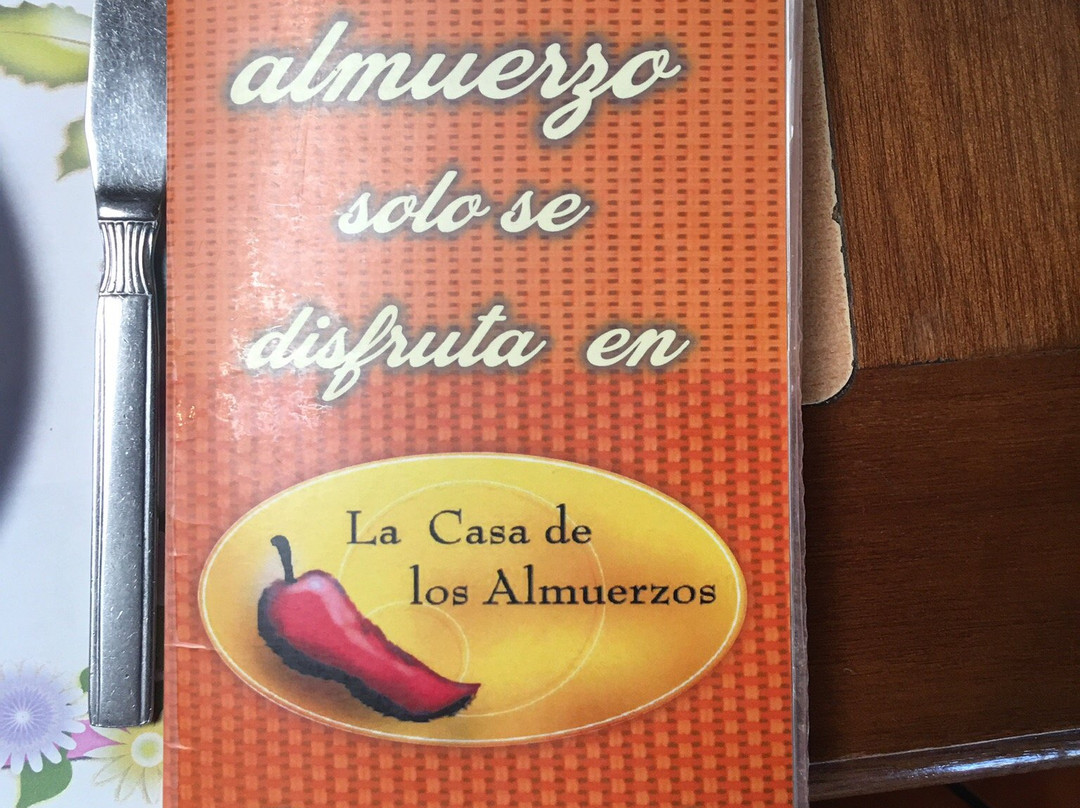 almuerzo
solo se
disfruta en
La Casa de
los Almuerzos